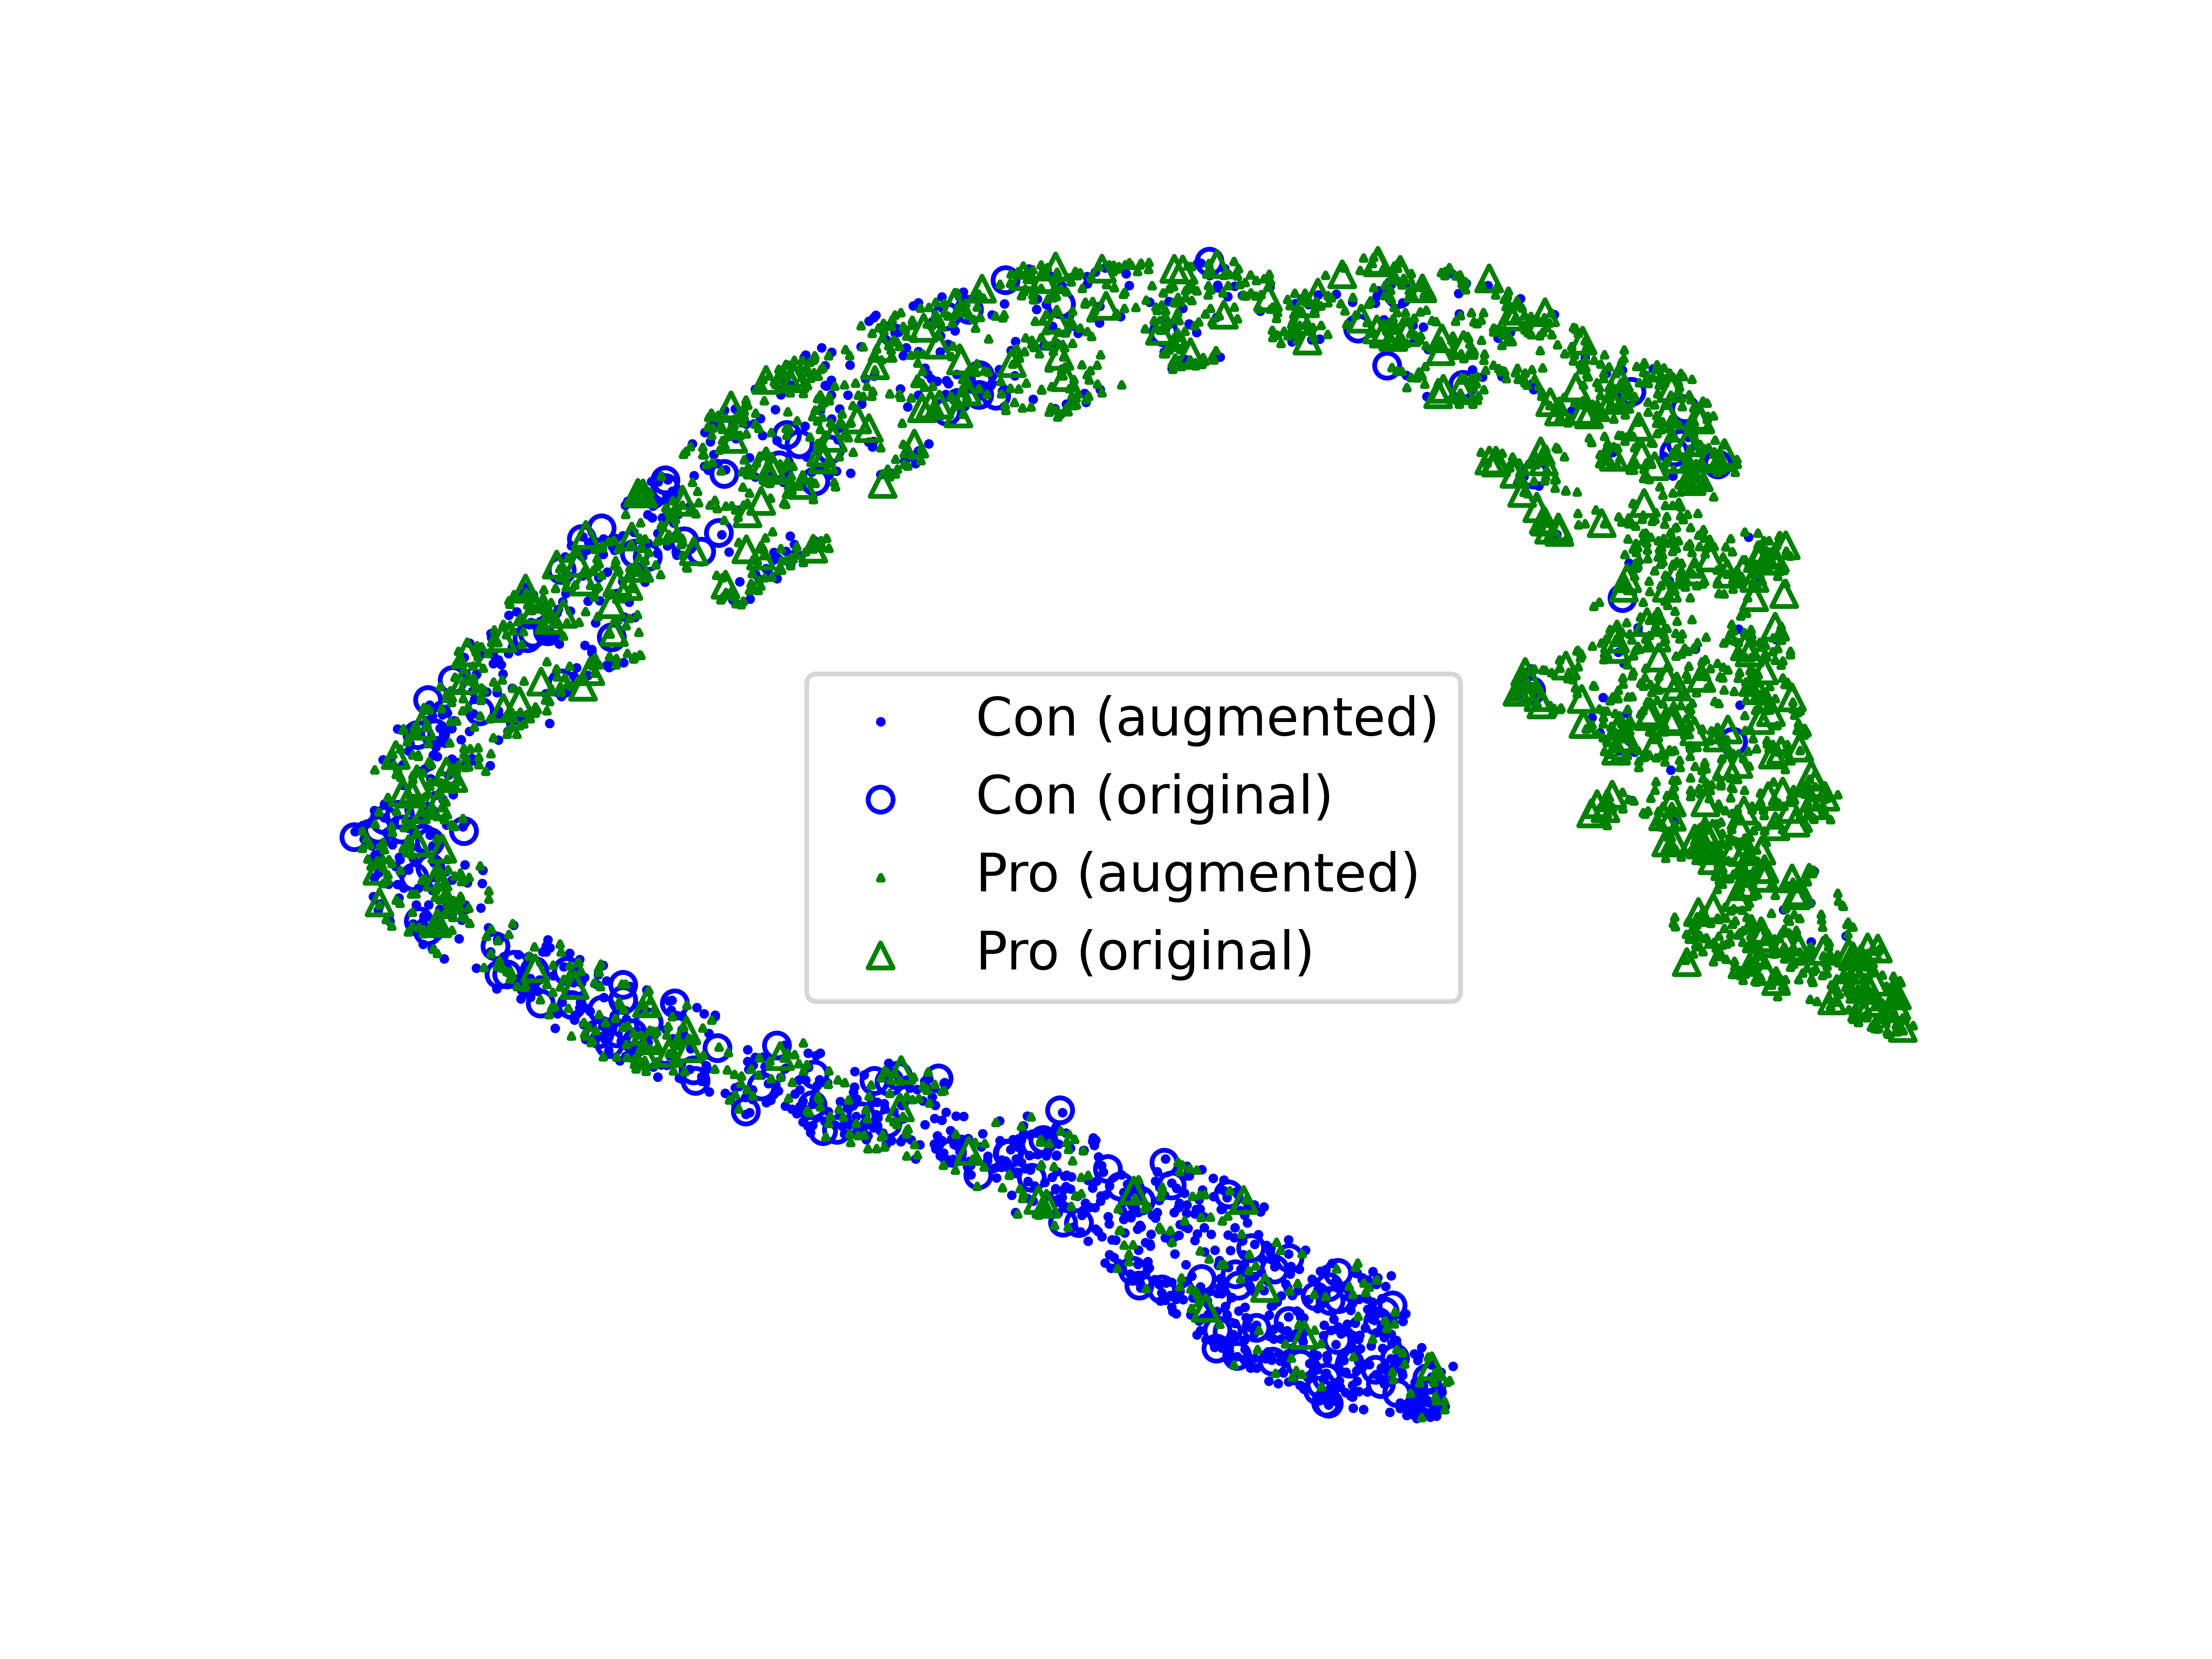 Con (augmented)
Con (original)
Pro (augmented)
Pro (original)